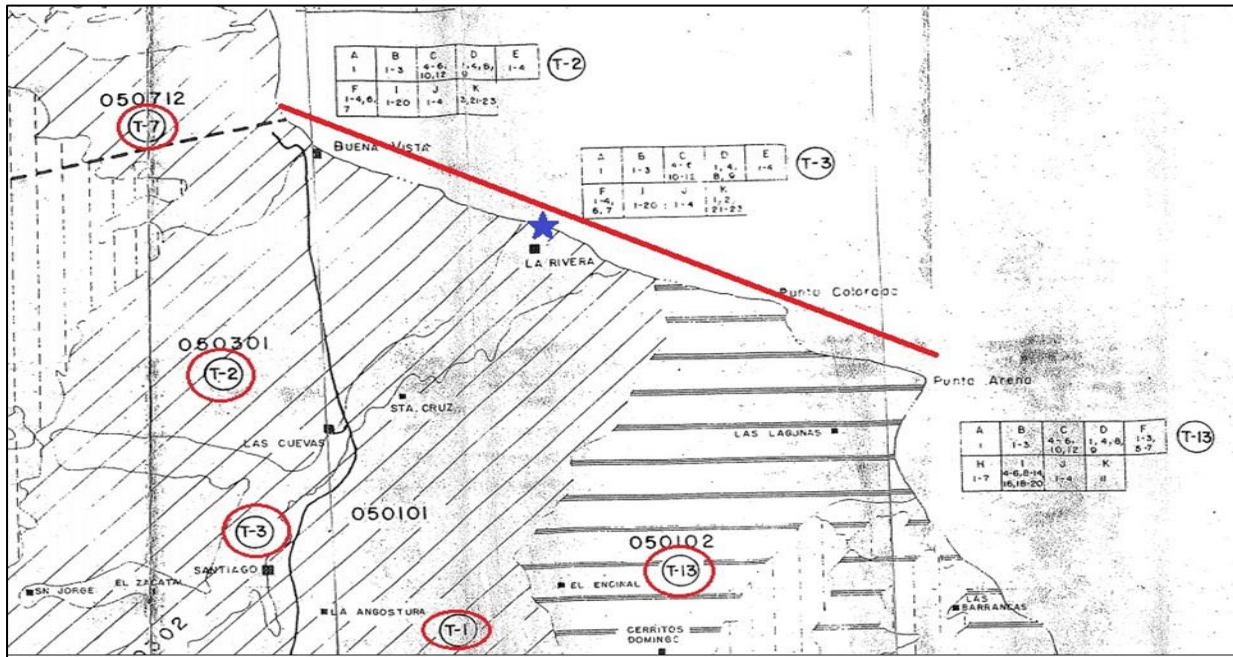 A B C D E
1 1-3 4-6, 10,12 1,4,8, 9 1-4
T-2
F I J K
1-4,6, 7 1-20 1-4
050712
T-7
BUENA VISTA
A B C D E
1 1-3 10-12 1, 4, 8, 9 1-4
T-3
F I J K
1-4, 6,7 1-20 1-4 1,2, 21-23
LA RIVERA
Punta Colorada
050301
T-2
Punta Arena
STA. CRUZ
LAS CUEVAS
LAS LAGUNAS
A B C D F
1 1-3 4-6, 10,12 1,4,8, 9 1-3, 5-7
T-13
H I J K
1-7 4-6,8-14, 16,18-20 1-4 11
050101
T-3
050102
T-13
SANTIAGO
EL ZACATAL
SN JORGE
EL ENCINAL
LA ANGOSTURA
LAS BARRANCAS
T-1
CERRITOS
DOMINGO
02